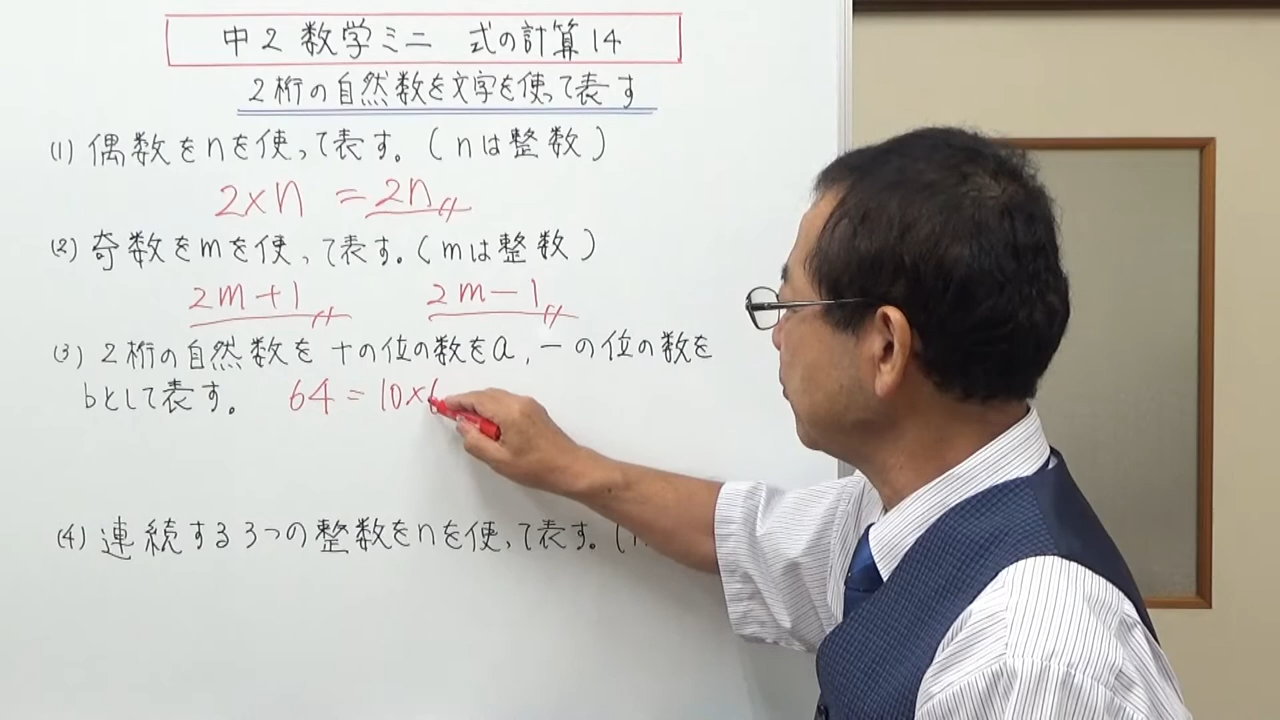 中2 数学ミニ 式の計算14
2桁の自然数を文字を使って表す
(1) 偶数をnを使って表す。(nは整数)
2×n = 2n
(2) 奇数をmを使って表す。(mは整数)
2m+1 2m-1
(3) 2桁の自然数を 十の位の数をa, 一の位の数を
bとして表す。 64=10×6
(4) 連続する3つの整数をnを使って表す。(